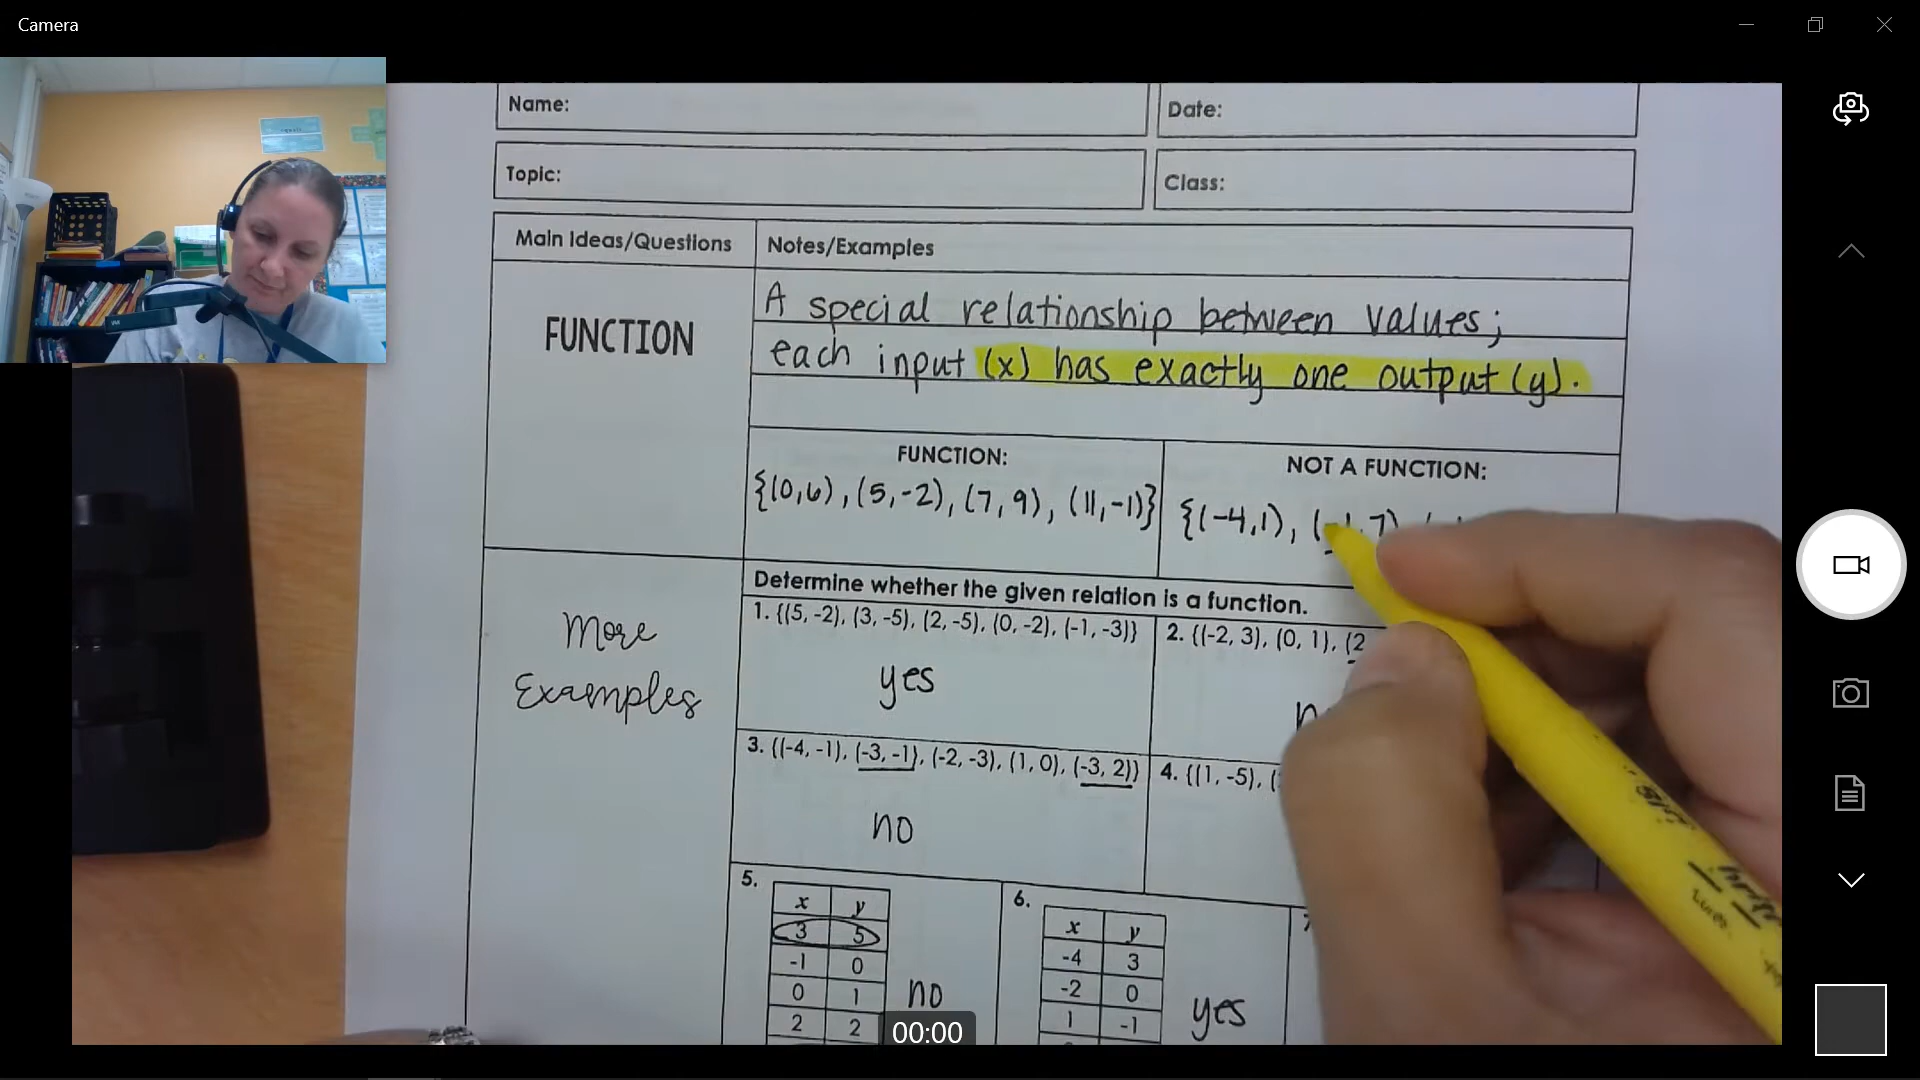 Camera
Name:
Date:
Topic:
Class:
Main Ideas/Questions
Notes/Examples
FUNCTION
A special relationship between values;
each input (x) has exactly one output (y).
FUNCTION:
{(0,6), (5,-2), (7,9), (11,-1)}
NOT A FUNCTION:
{(-4,1), (-1,7)
More
Examples
Determine whether the given relation is a function.
1. {(5, -2), (3, -5), (2, -5), (0, -2), (-1, -3)}
yes
2. {(-2, 3), (0, 1), (2
3. {(-4, -1), (-3, -1), (-2, -3), (1, 0), (-3, 2)}
no
4. {(1, -5), (
5.
x y
3 5
-1 0
0 1
2 2
no
6.
x y
-4 3
-2 0
1 -1
yes
00:00